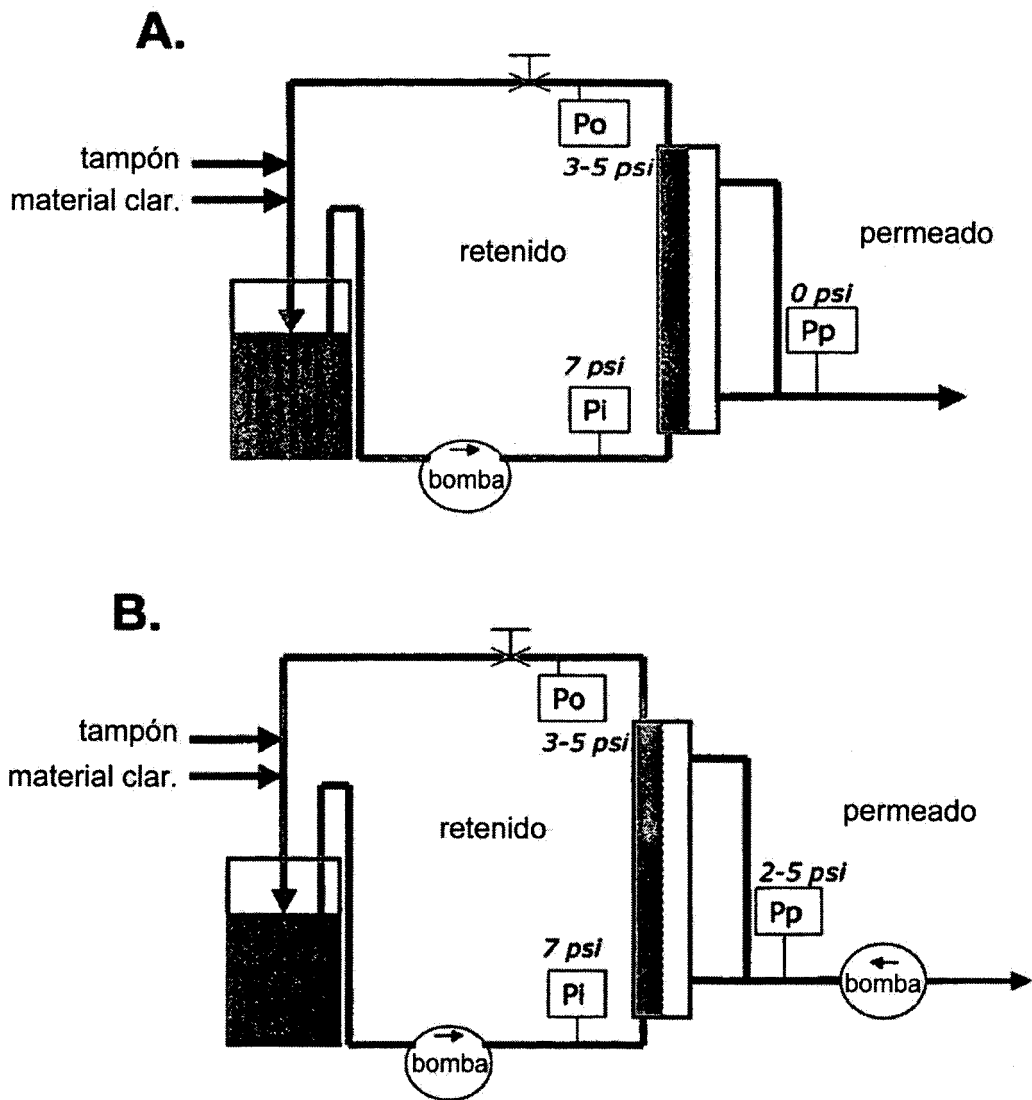 A.
Po
3-5 psi
tampón
material clar.
retenido
permeado
0 psi
Pp
7 psi
Pi
bomba
B.
Po
3-5 psi
tampón
material clar.
retenido
permeado
2-5 psi
Pp
7 psi
Pi
bomba
bomba